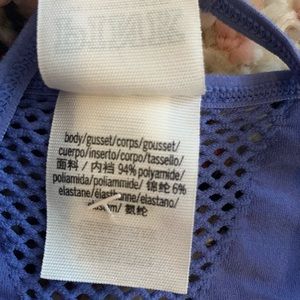 body/gusset/corps/gousset/
cuerpo/inserto/corpo/tassello/
面料 / 内裆 94% polyamide/
poliamida/poliammide/ 锦纶 6%
elastane/élasthanne/elastano/
elastam/ 氨纶